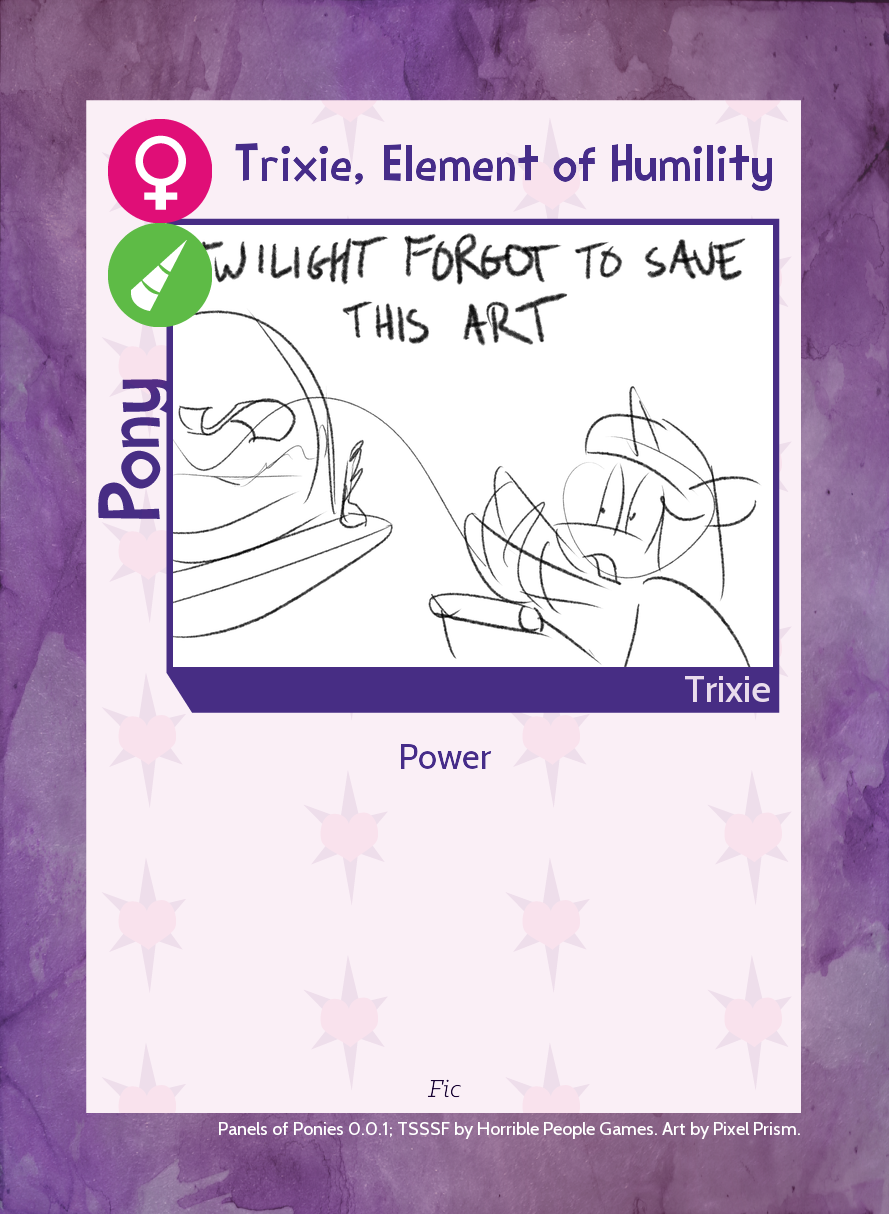 Trixie, Element of Humility
TWILIGHT FORGOT TO SAVE
THIS ART
Pony
Trixie
Power
Fic
Panels of Ponies 0.0.1; TSSSF by Horrible People Games. Art by Pixel Prism.